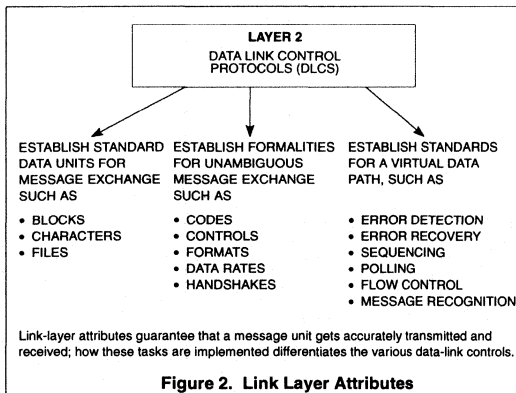 LAYER 2
DATA LINK CONTROL
PROTOCOLS (DLCS)
ESTABLISH STANDARD
DATA UNITS FOR
MESSAGE EXCHANGE
SUCH AS
• BLOCKS
• CHARACTERS
• FILES
ESTABLISH FORMALITIES
FOR UNAMBIGUOUS
MESSAGE EXCHANGE
SUCH AS
• CODES
• CONTROLS
• FORMATS
• DATA RATES
• HANDSHAKES
ESTABLISH STANDARDS
FOR A VIRTUAL DATA
PATH, SUCH AS
• ERROR DETECTION
• ERROR RECOVERY
• SEQUENCING
• POLLING
• FLOW CONTROL
• MESSAGE RECOGNITION
Link-layer attributes guarantee that a message unit gets accurately transmitted and
received; how these tasks are implemented differentiates the various data-link controls.
Figure 2. Link Layer Attributes